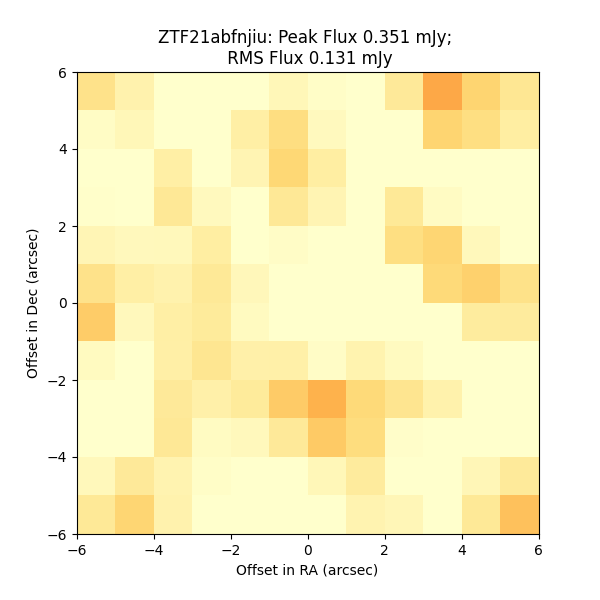 ZTF21abfnjiu: Peak Flux 0.351 mJy;
RMS Flux 0.131 mJy
6
4
2
0
−2
−4
−6
Offset in Dec (arcsec)
−6 −4 −2 0 2 4 6
Offset in RA (arcsec)